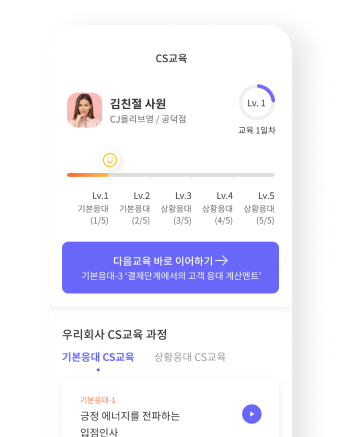 CS교육
김친절 사원
CJ올리브영 / 공덕점
Lv. 1
교육 1일차
Lv.1 Lv.2 Lv.3 Lv.4 Lv.5
기본응대 기본응대 상황응대 상황응대 상황응대
(1/5) (2/5) (3/5) (4/5) (5/5)
다음교육 바로 이어하기
기본응대-3 ‘결제단계에서의 고객 응대 계산멘트’
우리회사 CS교육 과정
기본응대 CS교육 상황응대 CS교육
기본응대-1
긍정 에너지를 전파하는
입점인사